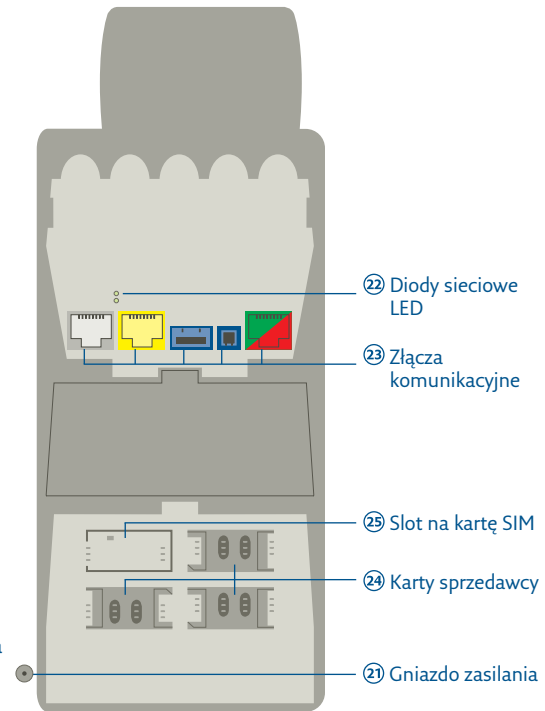 22 Diody sieciowe
LED
23 Złącza
komunikacyjne
25 Slot na kartę SIM
24 Karty sprzedawcy
21 Gniazdo zasilania